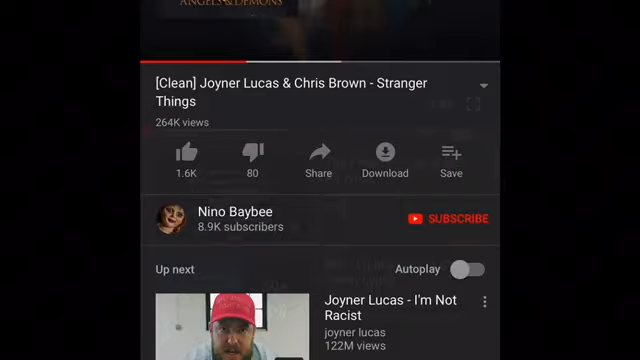 ANGELS & DEMONS
[Clean] Joyner Lucas & Chris Brown - Stranger
Things
264K views
1.6K
80
Share
Download
Save
Nino Baybee
8.9K subscribers
SUBSCRIBE
Up next
Autoplay
Joyner Lucas - I'm Not
Racist
joyner lucas
122M views